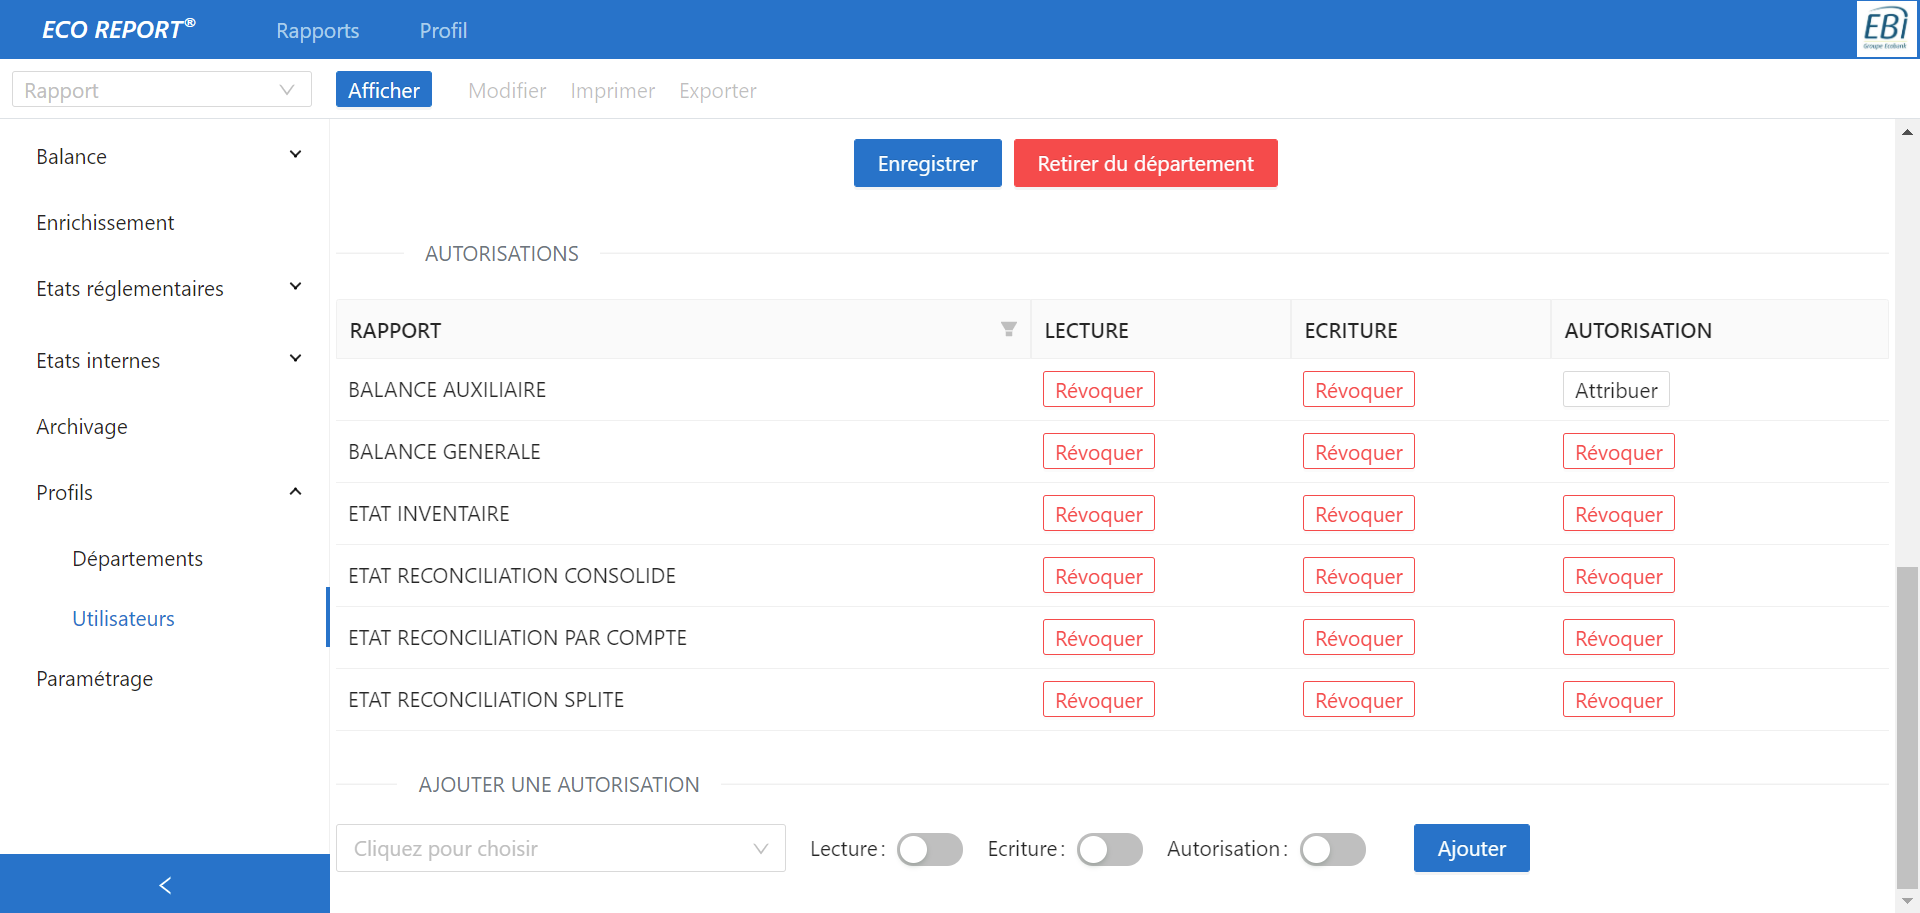 ECO REPORT® Rapports Profil EBI
Groupe Ecobank
Rapport Afficher Modifier Imprimer Exporter
Balance
Enrichissement
Etats réglementaires
Etats internes
Archivage
Profils
Départements
Utilisateurs
Paramétrage
Enregistrer Retirer du département
AUTORISATIONS
RAPPORT LECTURE ECRITURE AUTORISATION
BALANCE AUXILIAIRE Révoquer Révoquer Attribuer
BALANCE GENERALE Révoquer Révoquer Révoquer
ETAT INVENTAIRE Révoquer Révoquer Révoquer
ETAT RECONCILIATION CONSOLIDE Révoquer Révoquer Révoquer
ETAT RECONCILIATION PAR COMPTE Révoquer Révoquer Révoquer
ETAT RECONCILIATION SPLITE Révoquer Révoquer Révoquer
AJOUTER UNE AUTORISATION
Cliquez pour choisir Lecture : Ecriture : Autorisation : Ajouter